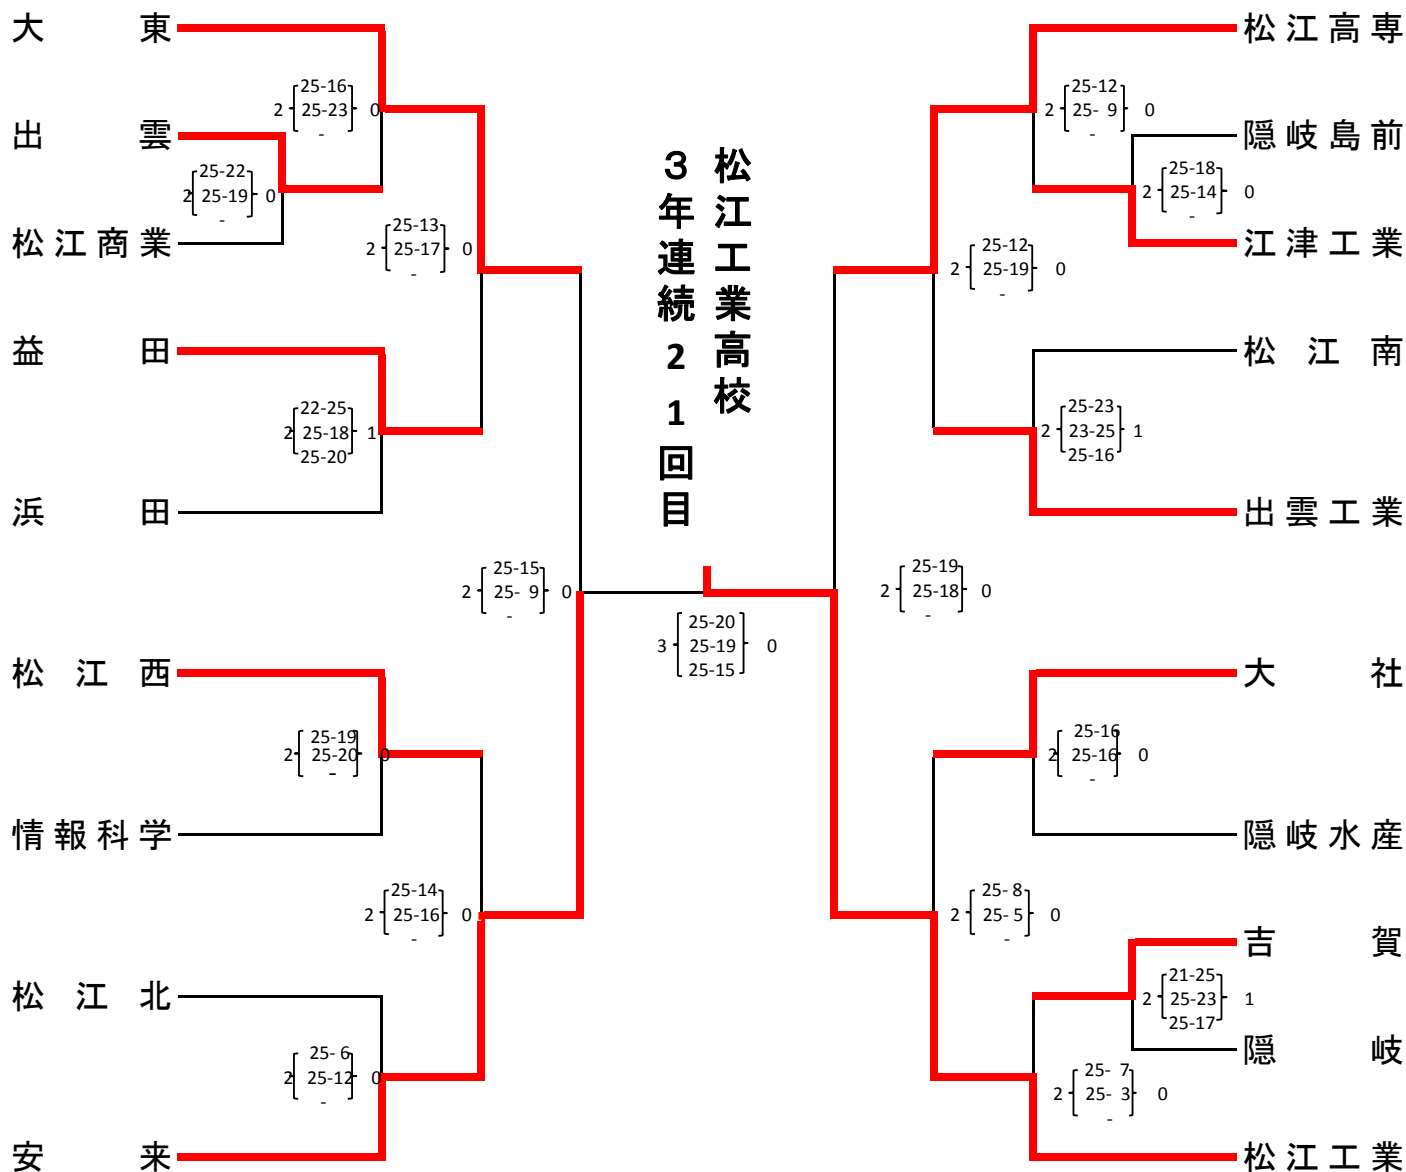 大東
出雲
松江商業
益田
浜田
松江西
情報科学
松江北
安来
2 25-16 0
25-23
-
2 25-22 0
25-19
-
2 25-13 0
25-17
-
22-25
2 25-18 1
25-20
2 25-15 0
25- 9
-
2 25-19 0
25-20
-
2 25-14 0
25-16
-
2 25- 6 0
25-12
-
松江工業高校
３年連続２１回目
25-20
3 25-19 0
25-15
松江高専
隠岐島前
江津工業
松江南
出雲工業
大社
隠岐水産
吉賀
隠岐
松江工業
2 25-12 0
25- 9
-
2 25-18 0
25-14
-
2 25-12 0
25-19
-
25-23
2 23-25 1
25-16
2 25-19 0
25-18
-
2 25-16 0
25-16
-
2 25- 8 0
25- 5
-
21-25
2 25-23 1
25-17
2 25- 7 0
25- 3
-